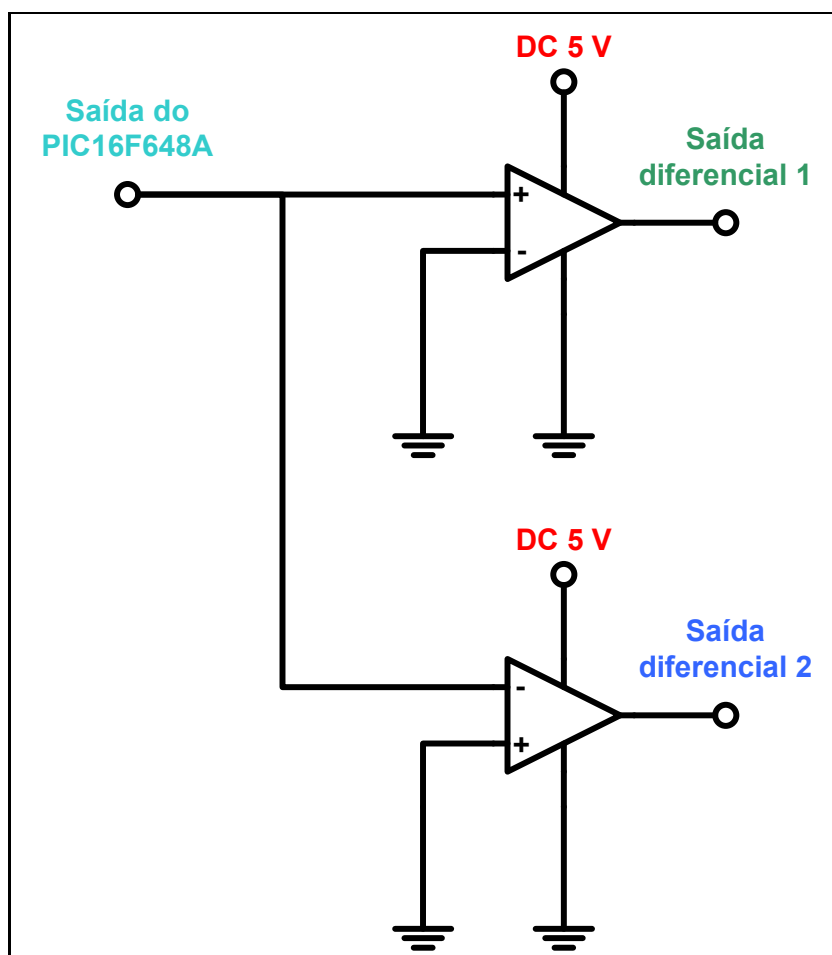 DC 5 V
Saída do
PIC16F648A
Saída
diferencial 1
+
-
DC 5 V
Saída
diferencial 2
-
+